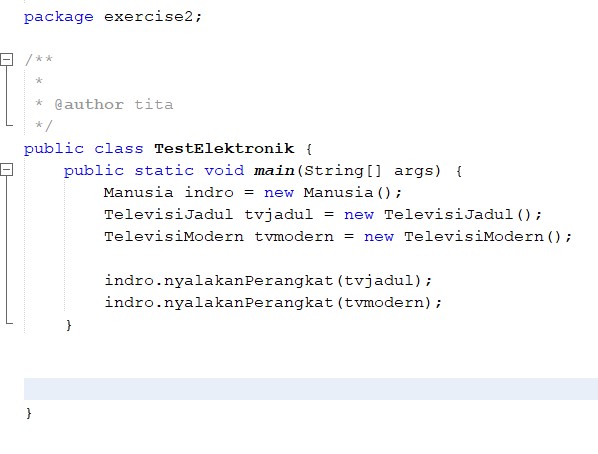 package exercise2;
/**
 *
 * @author tita
 */
public class TestElektronik {
    public static void main(String[] args) {
        Manusia indro = new Manusia();
        TelevisiJadul tvjadul = new TelevisiJadul();
        TelevisiModern tvmodern = new TelevisiModern();
        indro.nyalakanPerangkat(tvjadul);
        indro.nyalakanPerangkat(tvmodern);
    }
}